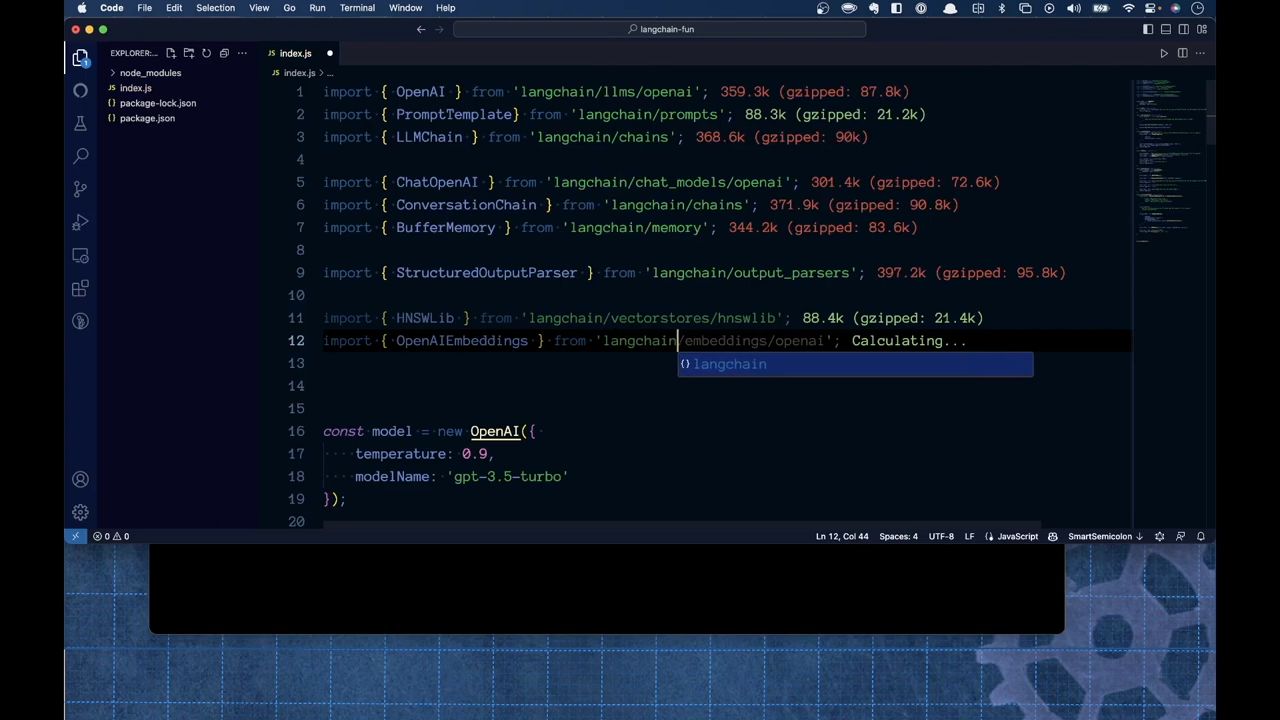 Code File Edit Selection View Go Run Terminal Window Help
langchain-fun
EXPLORER:...
index.js
node_modules
index.js
package-lock.json
package.json
index.js > ...
1 import { OpenAI } from 'langchain/llms/openai'; 359.3k (gzipped: 87.8k)
2 import { PromptTemplate} from 'langchain/prompts'; 88.3k (gzipped: 21.2k)
3 import { LLMChain } from 'langchain/chains'; 368.6k (gzipped: 90k)
4
5 import { ChatOpenAI } from 'langchain/chat_models/openai'; 301.4k (gzipped: 72.6k)
6 import { ConversationChain } from 'langchain/chains'; 371.9k (gzipped: 90.8k)
7 import { BufferMemory } from 'langchain/memory'; 344.2k (gzipped: 83.6k)
8
9 import { StructuredOutputParser } from 'langchain/output_parsers'; 397.2k (gzipped: 95.8k)
10
11 import { HNSWLib } from 'langchain/vectorstores/hnswlib'; 88.4k (gzipped: 21.4k)
12 import { OpenAIEmbeddings } from 'langchain/embeddings/openai'; Calculating...
13
{} langchain
14
15
16 const model = new OpenAI({
17 temperature: 0.9,
18 modelName: 'gpt-3.5-turbo'
19 });
20
0 0 Ln 12, Col 44 Spaces: 4 UTF-8 LF JavaScript SmartSemicolon